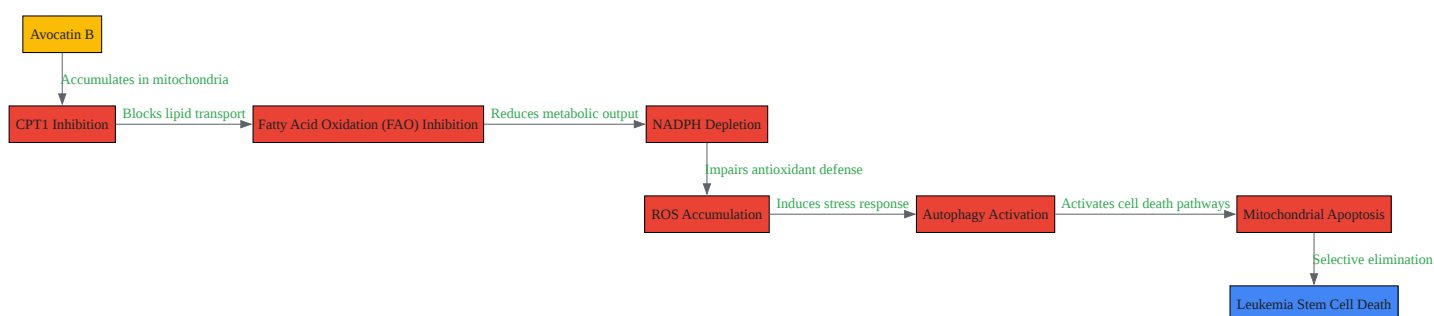 Avocatin B
Accumulates in mitochondria
CPT1 Inhibition
Blocks lipid transport
Fatty Acid Oxidation (FAO) Inhibition
Reduces metabolic output
NADPH Depletion
Impairs antioxidant defense
ROS Accumulation
Induces stress response
Autophagy Activation
Activates cell death pathways
Mitochondrial Apoptosis
Selective elimination
Leukemia Stem Cell Death